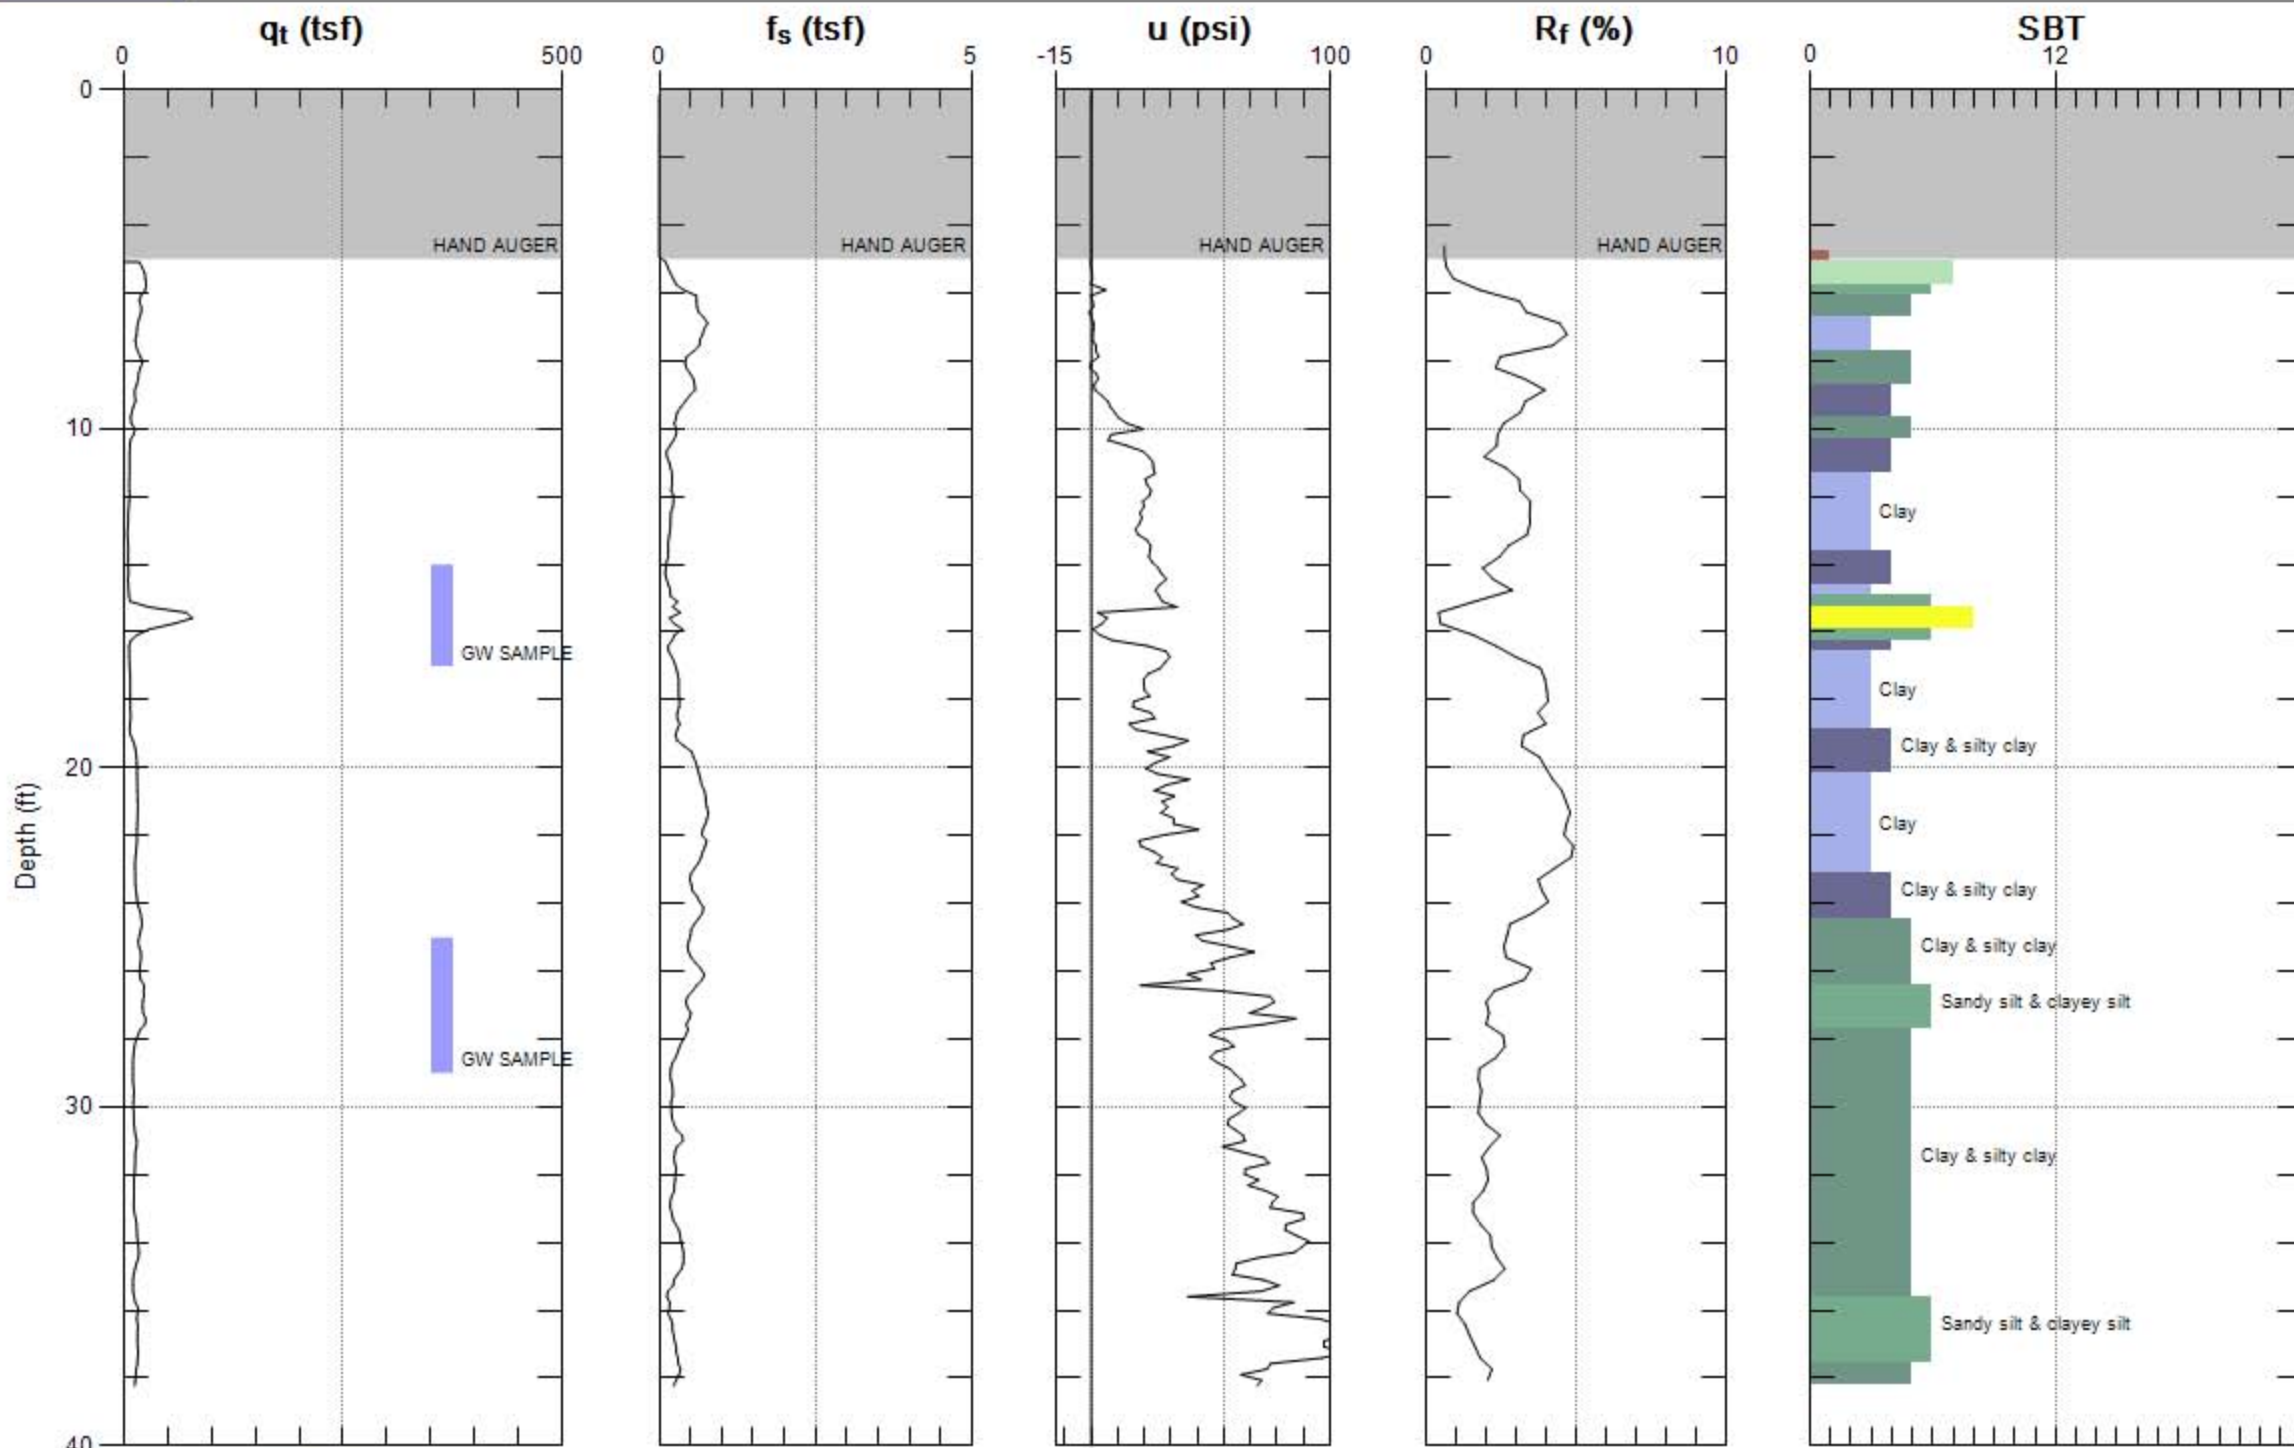 qt (tsf) fs (tsf) u (psi) Rf (%) SBT
0 500 0 5 -15 100 0 10 0 12
0
HAND AUGER HAND AUGER HAND AUGER HAND AUGER
10
Clay
GW SAMPLE
Clay
Clay & silty clay
20
Clay
Depth (ft)
Clay & silty clay
Clay & silty clay
Sandy silt & clayey silt
GW SAMPLE
30
Clay & silty clay
Sandy silt & clayey silt
40